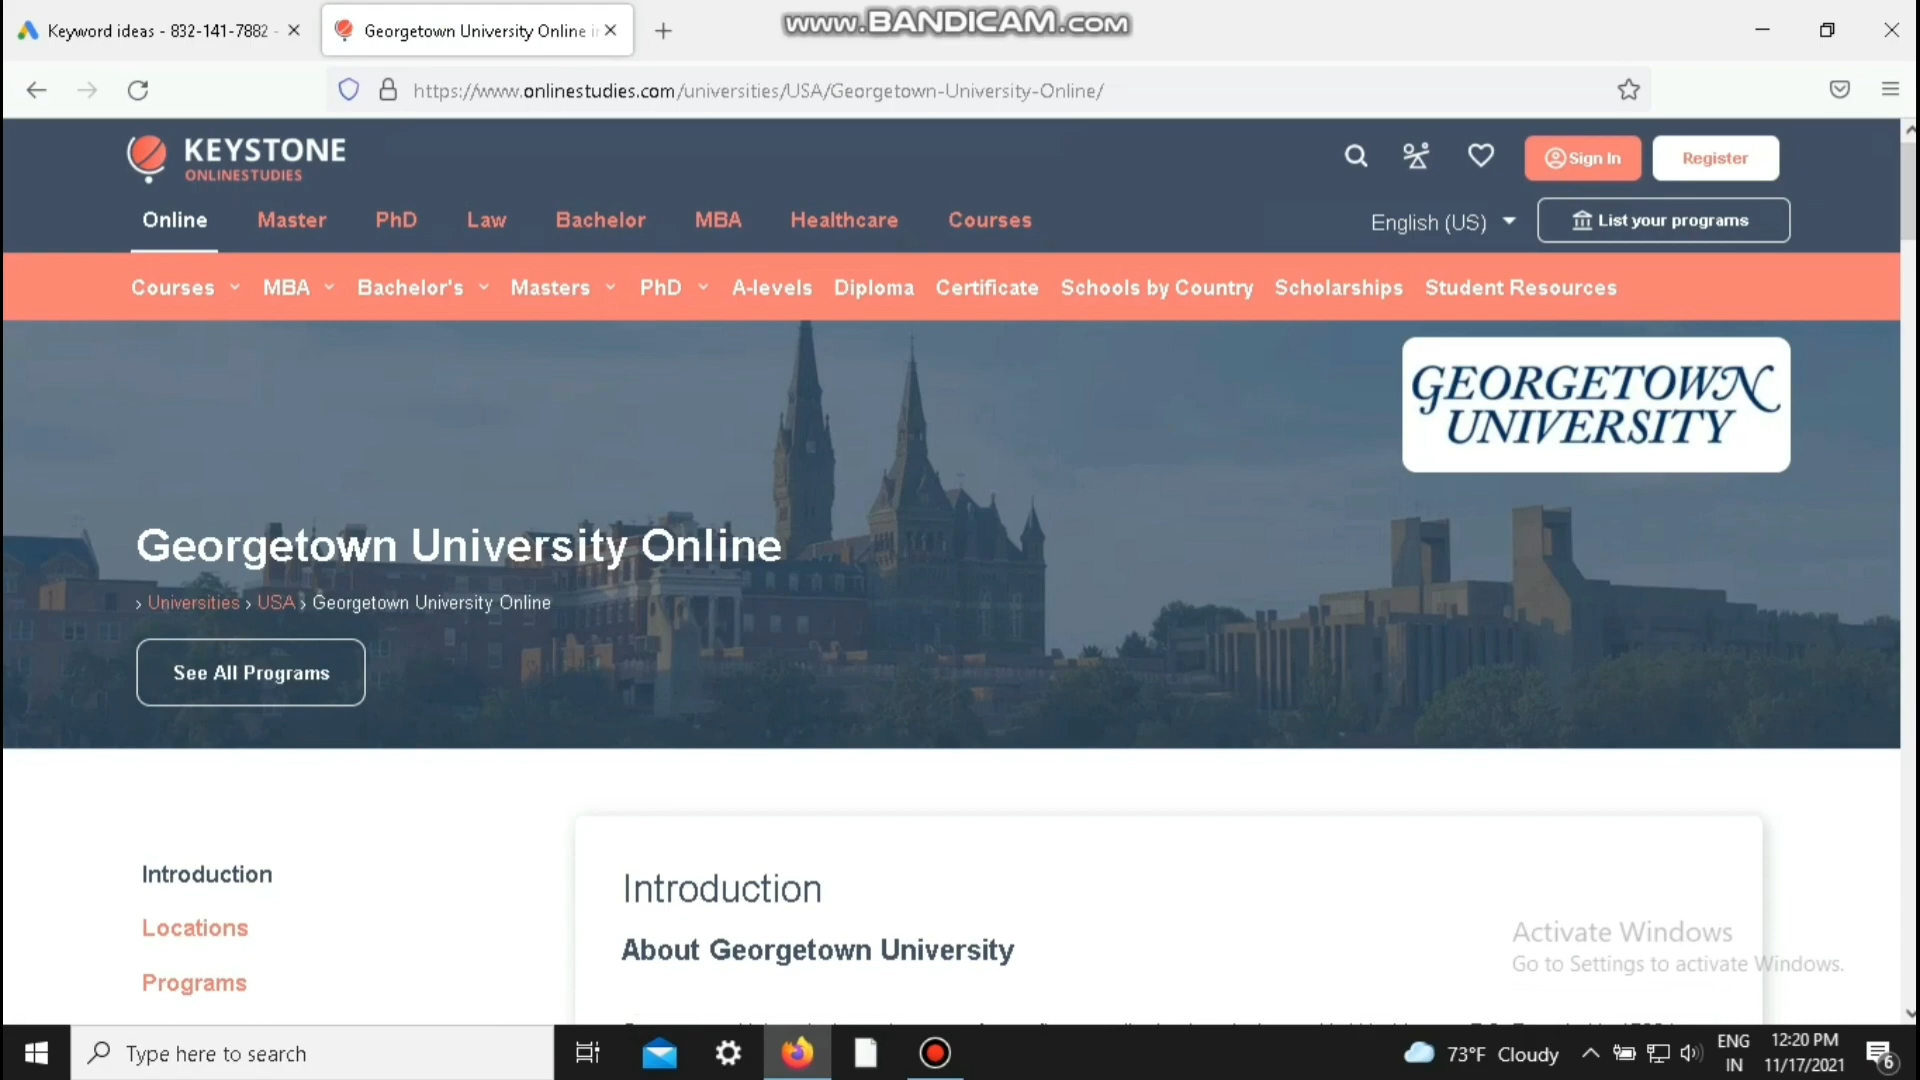 Keyword ideas - 832-141-7882 -
Georgetown University Online i
www.BANDICAM.com
https://www.onlinestudies.com/universities/USA/Georgetown-University-Online/
KEYSTONE
ONLINESTUDIES
Sign In
Register
Online Master PhD Law Bachelor MBA Healthcare Courses
English (US)
List your programs
Courses MBA Bachelor's Masters PhD A-levels Diploma Certificate Schools by Country Scholarships Student Resources
GEORGETOWN
UNIVERSITY
Georgetown University Online
› Universities › USA › Georgetown University Online
See All Programs
Introduction
Locations
Programs
Introduction
About Georgetown University
Activate Windows
Go to Settings to activate Windows.
Type here to search
73°F Cloudy
ENG
IN
12:20 PM
11/17/2021
6